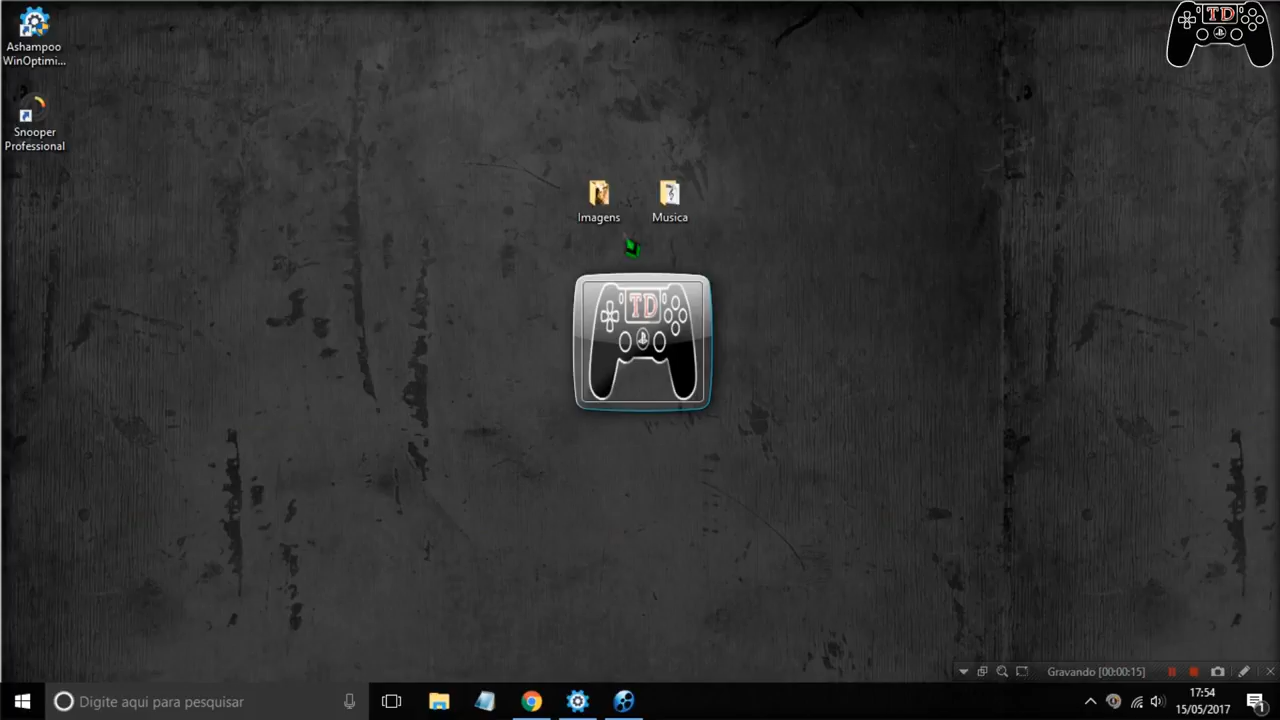 Ashampoo
WinOptimi...
TD
Snooper
Professional
Imagens
Musica
TD
Gravando [00:00:15]
Digite aqui para pesquisar
17:54
15/05/2017
1